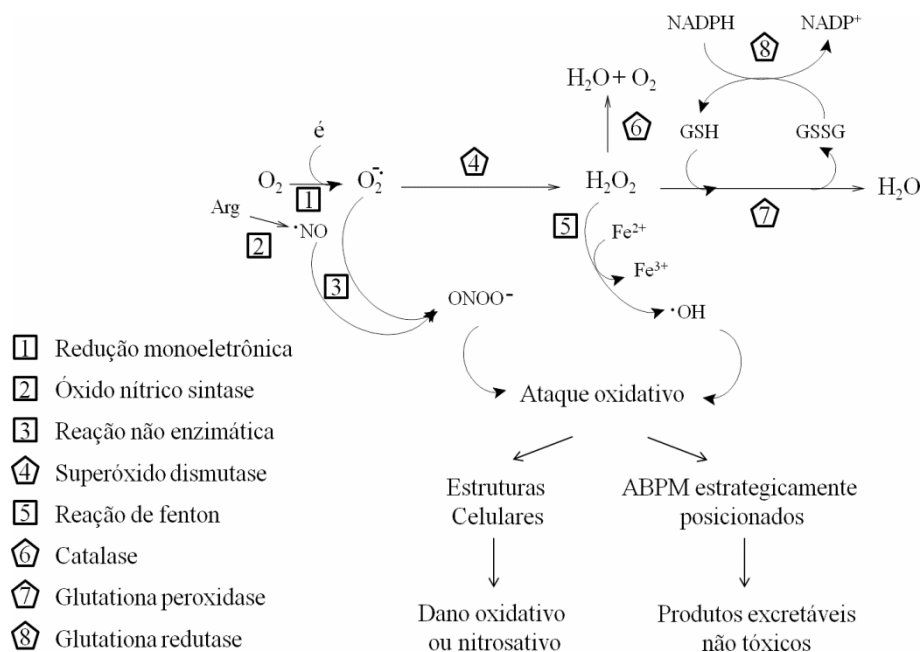 NADPH NADP⁺
8
H₂O + O₂
6
GSH GSSG
é
4
O₂ O₂⁻· H₂O₂ H₂O
1
7
Arg
5
2
·NO
Fe²⁺
3
Fe³⁺
ONOO⁻
·OH
1 Redução monoeletrônica
2 Óxido nítrico sintase
3 Reação não enzimática
4 Superóxido dismutase
5 Reação de fenton
6 Catalase
7 Glutationa peroxidase
8 Glutationa redutase
Ataque oxidativo
Estruturas
Celulares
ABPM estrategicamente
posicionados
Dano oxidativo
ou nitrosativo
Produtos excretáveis
não tóxicos